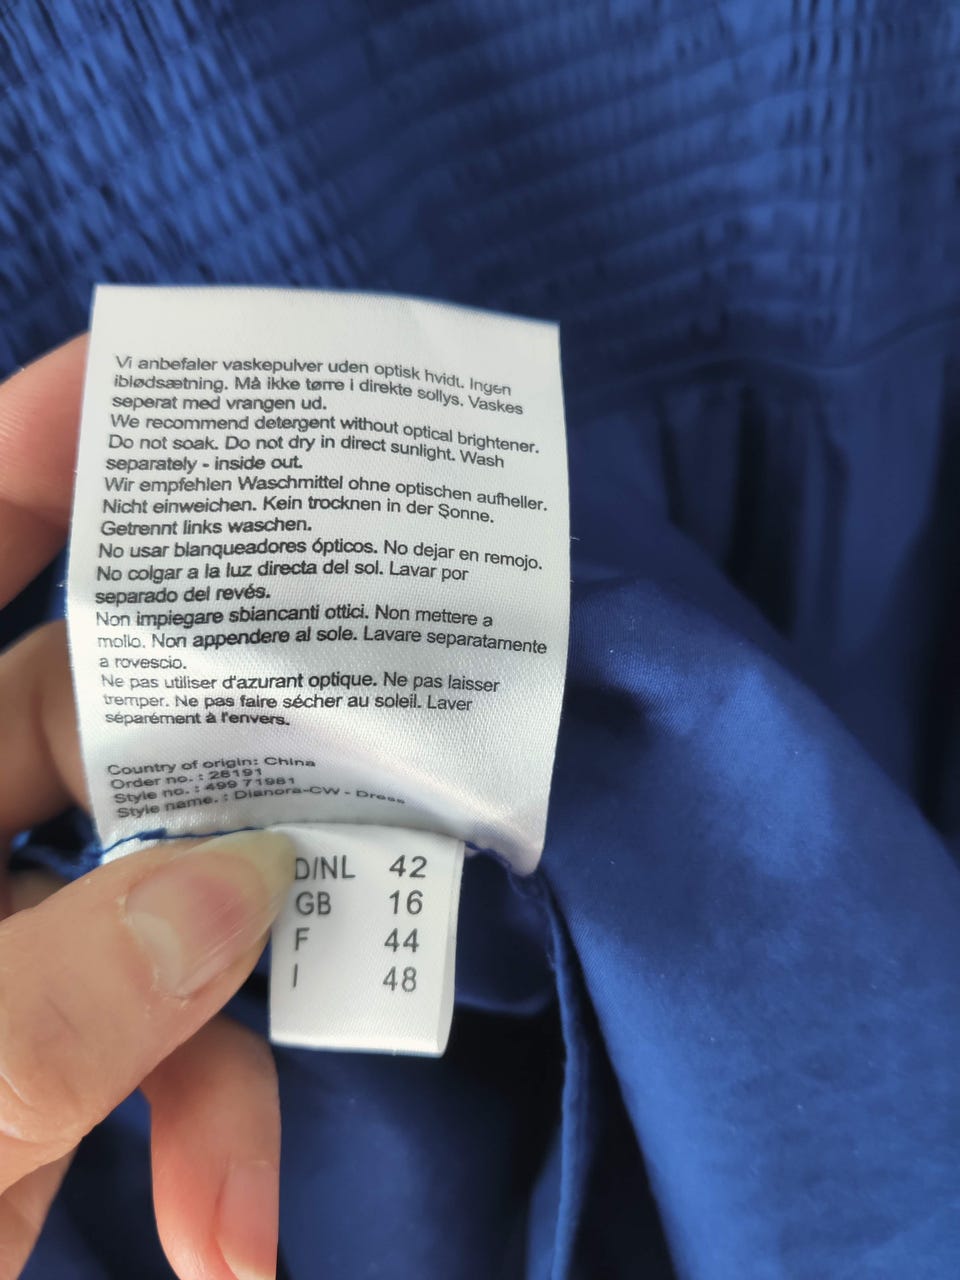 Vi anbefaler vaskepulver uden optisk hvidt. Ingen
iblødsætning. Må ikke tørre i direkte sollys. Vaskes
seperat med vrangen ud.
We recommend detergent without optical brightener.
Do not soak. Do not dry in direct sunlight. Wash
separately - inside out.
Wir empfehlen Waschmittel ohne optischen aufheller.
Nicht einweichen. Kein trocknen in der Sonne.
Getrennt links waschen.
No usar blanqueadores ópticos. No dejar en remojo.
No colgar a la luz directa del sol. Lavar por
separado del revés.
Non impiegare sbiancanti ottici. Non mettere a
mollo. Non appendere al sole. Lavare separatamente
a rovescio.
Ne pas utiliser d'azurant optique. Ne pas laisser
tremper. Ne pas faire sécher au soleil. Laver
séparément à l'envers.
Country of origin: China
Order no. : 28191
Style no. : 499 71981
Style name. : Dianora-CW - Dress
D/NL 42
GB 16
F 44
I 48